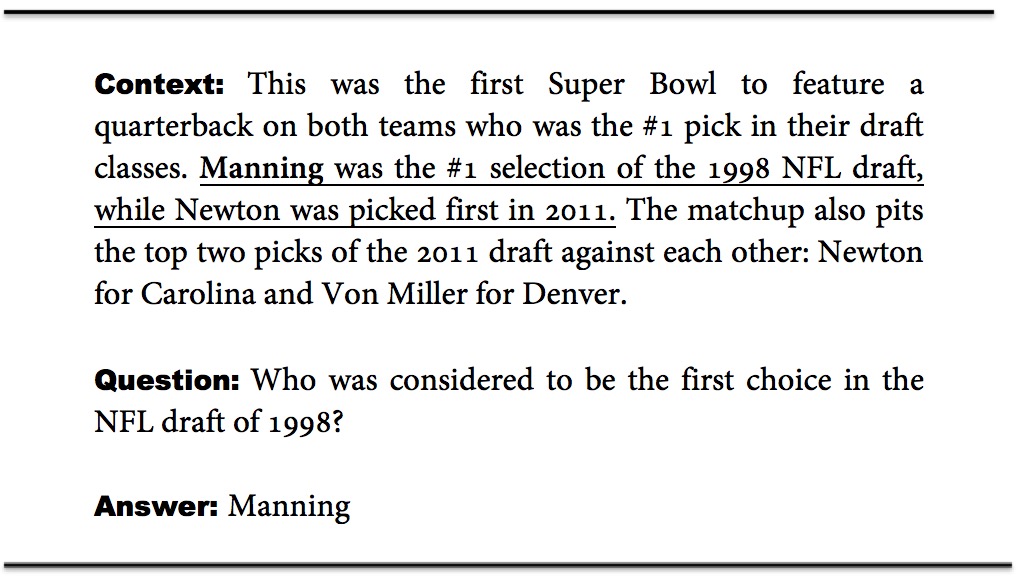 Context: This was the first Super Bowl to feature a
quarterback on both teams who was the #1 pick in their draft
classes. Manning was the #1 selection of the 1998 NFL draft,
while Newton was picked first in 2011. The matchup also pits
the top two picks of the 2011 draft against each other: Newton
for Carolina and Von Miller for Denver.
Question: Who was considered to be the first choice in the
NFL draft of 1998?
Answer: Manning